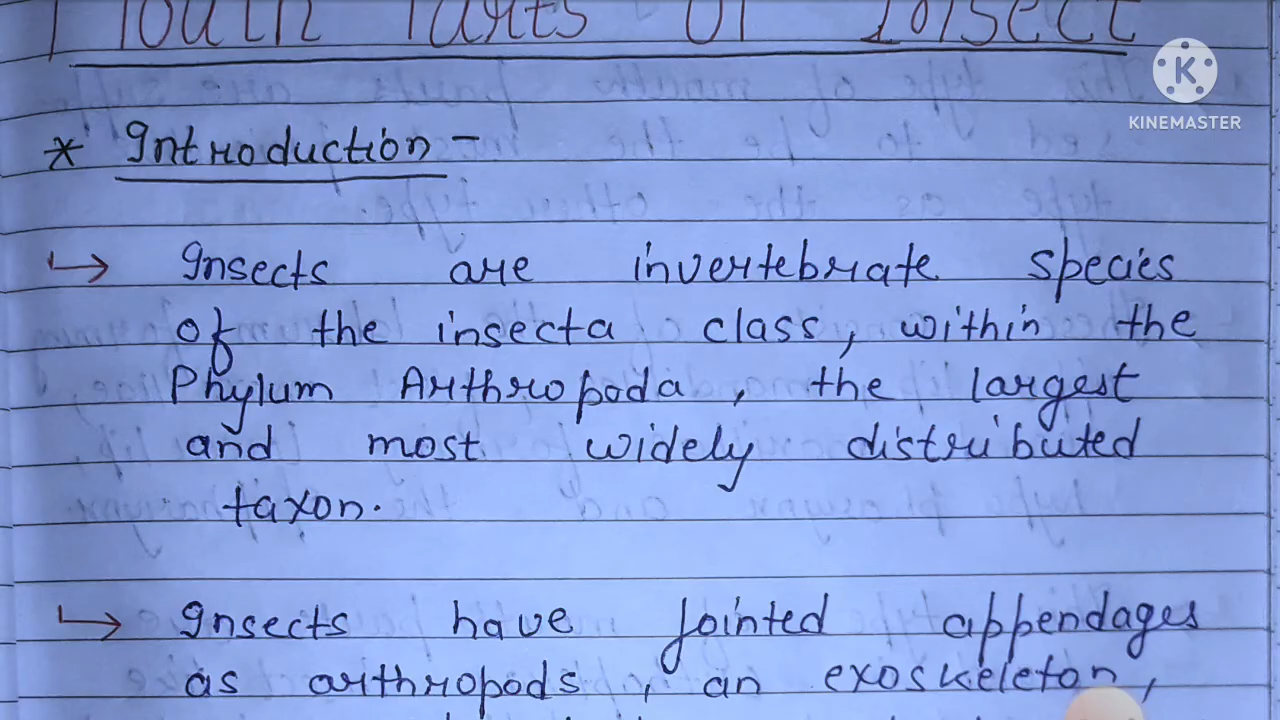 Mouth Parts of Insect
KINEMASTER
* Introduction -
↳ Insects are invertebrate species
of the insecta class, within the
Phylum Arthropoda, the largest
and most widely distributed
taxon.
↳ Insects have jointed appendages
as arthropods, an exoskeleton,